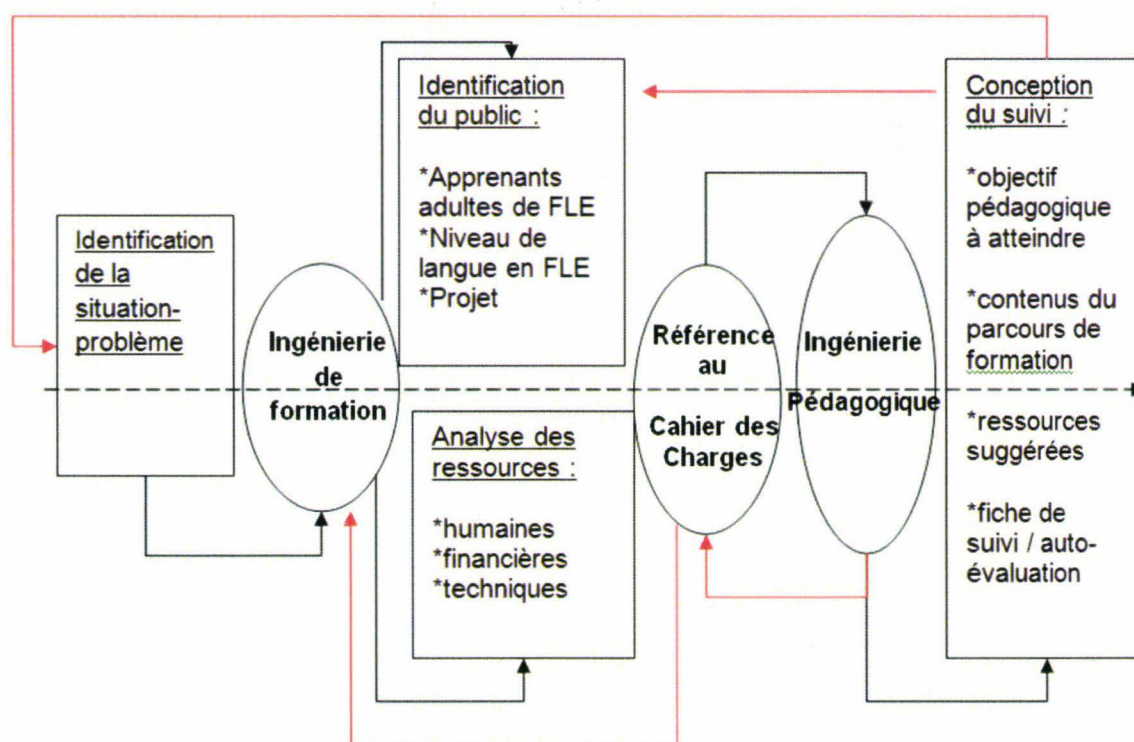 Identification
de la
situation-
problème
Ingénierie
de
formation
Identification
du public :
*Apprenants
adultes de FLE
*Niveau de
langue en FLE
*Projet
Analyse des
ressources :
*humaines
*financières
*techniques
Référence
au
Cahier des
Charges
Ingénierie
Pédagogique
Conception
du suivi :
*objectif
pédagogique
à atteindre
*contenus du
parcours de
formation
*ressources
suggérées
*fiche de
suivi / auto-
évaluation